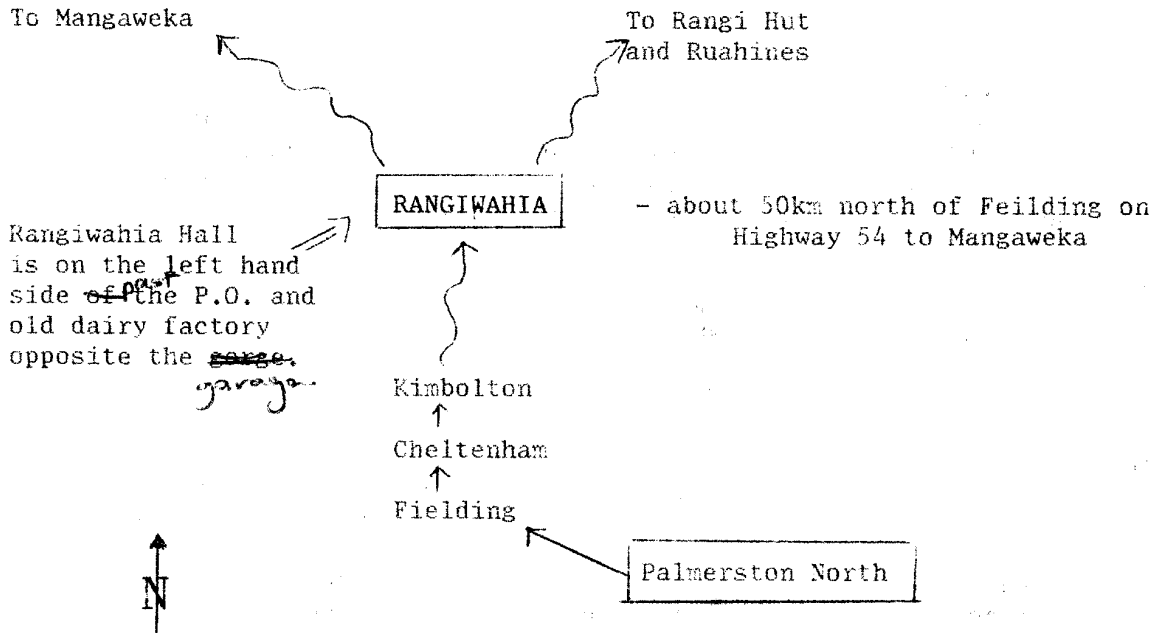 To Mangaweka
To Rangi Hut
and Ruahines
RANGIWAHIA
- about 50km north of Feilding on
Highway 54 to Mangaweka
Rangiwahia Hall
is on the left hand
side of past the P.O. and
old dairy factory
opposite the gorge.
garage.
Kimbolton
Cheltenham
Fielding
Palmerston North
N